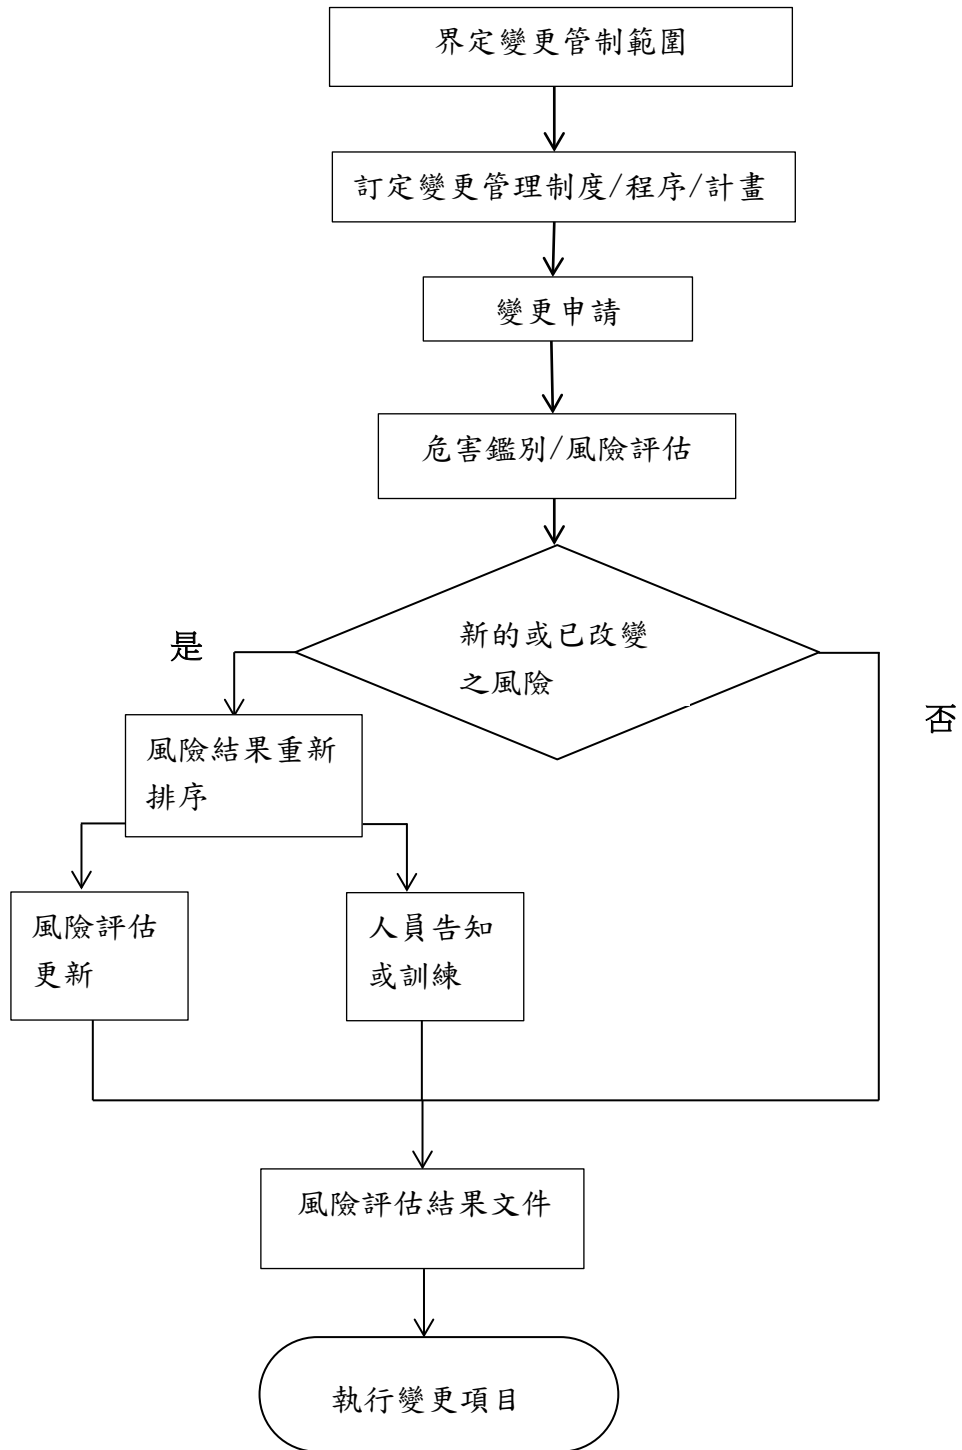 界定變更管制範圍
訂定變更管理制度/程序/計畫
變更申請
危害鑑別/風險評估
新的或已改變
之風險
是
否
風險結果重新
排序
風險評估
更新
人員告知
或訓練
風險評估結果文件
執行變更項目